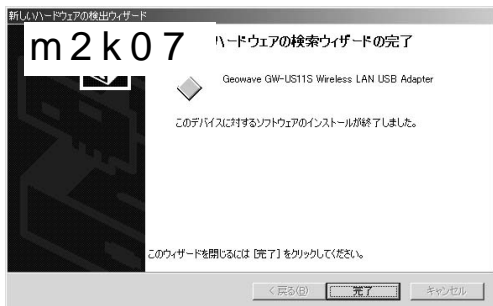 新しいハードウェアの検出ウィザード
m2k07
ハードウェアの検索ウィザードの完了
Geowave GW-US11S Wireless LAN USB Adapter
このデバイスに対するソフトウェアのインストールが終了しました。
このウィザードを閉じるには [完了] をクリックしてください。
< 戻る(B) 完了 キャンセル